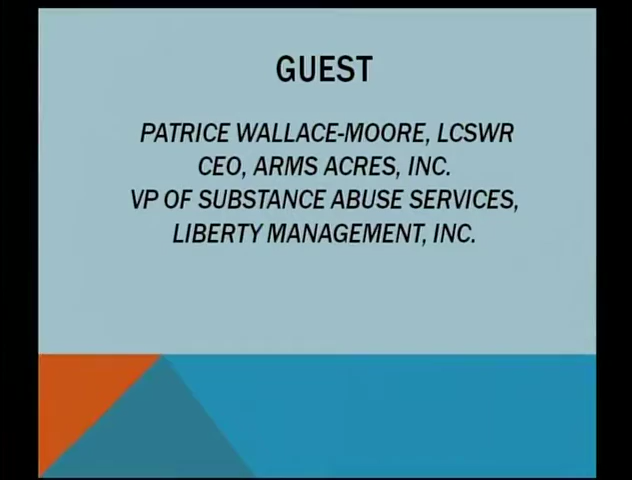 GUEST
PATRICE WALLACE-MOORE, LCSWR
CEO, ARMS ACRES, INC.
VP OF SUBSTANCE ABUSE SERVICES,
LIBERTY MANAGEMENT, INC.